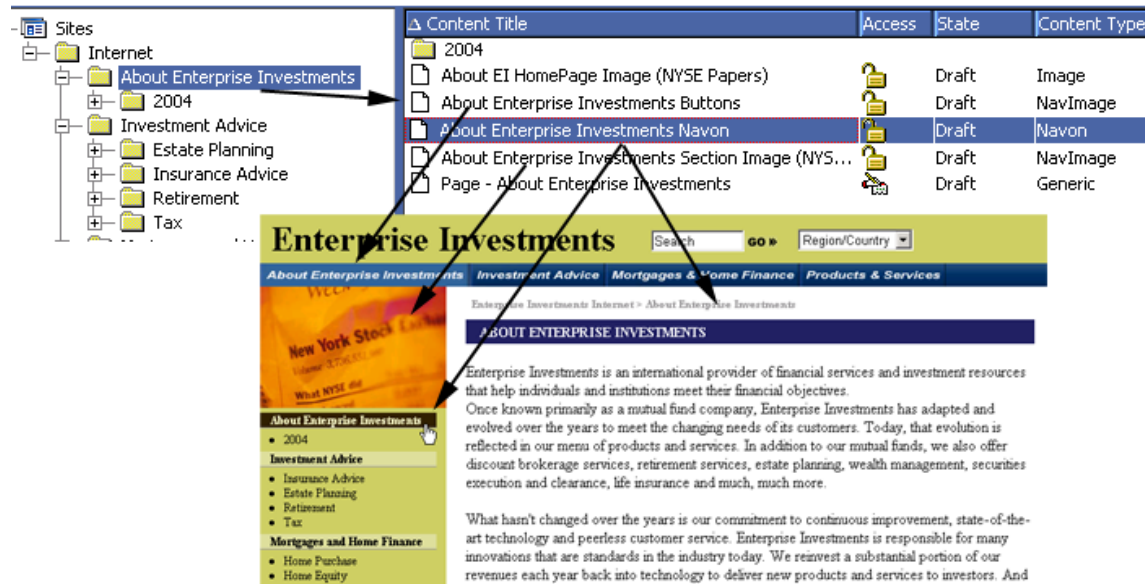 Sites
Internet
About Enterprise Investments
2004
Investment Advice
Estate Planning
Insurance Advice
Retirement
Tax
Content Title Access State Content Type
2004
About EI HomePage Image (NYSE Papers) Draft Image
About Enterprise Investments Buttons Draft NavImage
About Enterprise Investments Navon Draft Navon
About Enterprise Investments Section Image (NYS... Draft NavImage
Page - About Enterprise Investments Draft Generic
Enterprise Investments Search GO » Region/Country
About Enterprise Investments Investment Advice Mortgages & Home Finance Products & Services
New York Stock
What NYSE did
About Enterprise Investments
• 2004
Investment Advice
• Insurance Advice
• Estate Planning
• Retirement
• Tax
Mortgages and Home Finance
• Home Purchase
• Home Equity
Enterprise Investments Internet > About Enterprise Investments
ABOUT ENTERPRISE INVESTMENTS
Enterprise Investments is an international provider of financial services and investment resources
that help individuals and institutions meet their financial objectives.
Once known primarily as a mutual fund company, Enterprise Investments has adapted and
evolved over the years to meet the changing needs of its customers. Today, that evolution is
reflected in our menu of products and services. In addition to our mutual funds, we also offer
discount brokerage services, retirement services, estate planning, wealth management, securities
execution and clearance, life insurance and much, much more.
What hasn't changed over the years is our commitment to continuous improvement, state-of-the-
art technology and peerless customer service. Enterprise Investments is responsible for many
innovations that are standards in the industry today. We reinvest a substantial portion of our
revenues each year back into technology to deliver new products and services to investors. And